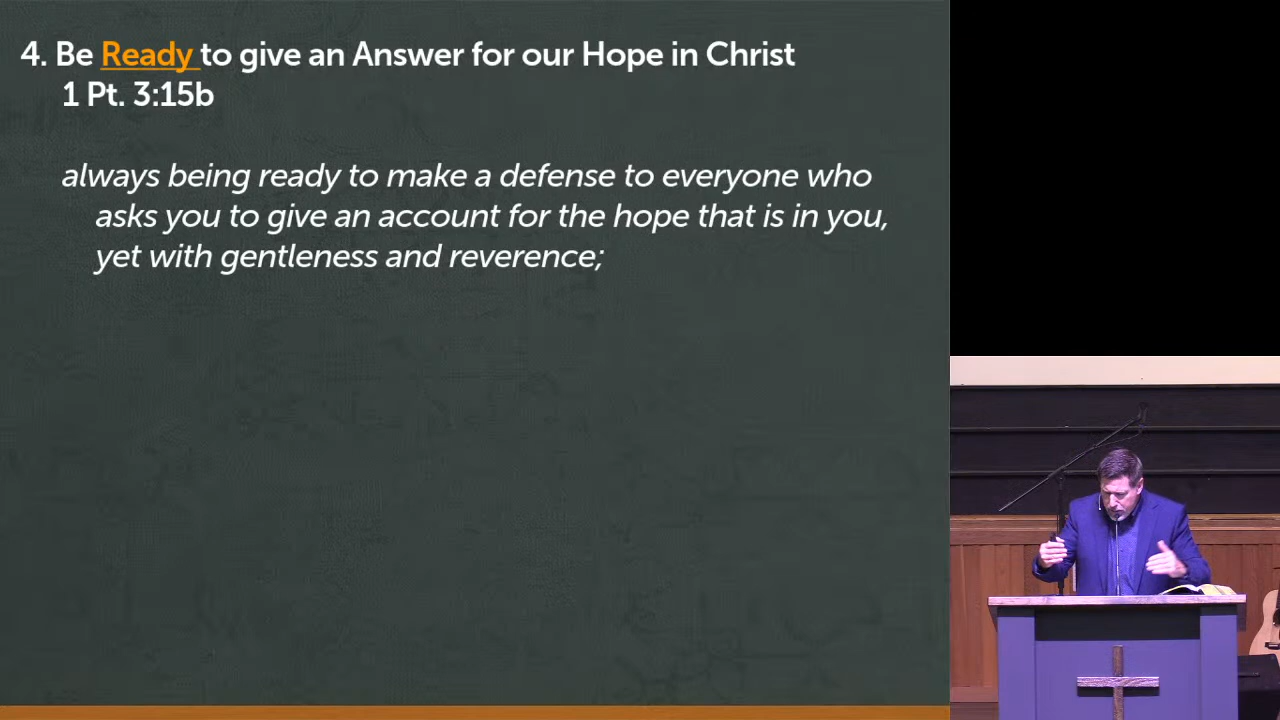 4. Be Ready to give an Answer for our Hope in Christ
1 Pt. 3:15b
always being ready to make a defense to everyone who
asks you to give an account for the hope that is in you,
yet with gentleness and reverence;